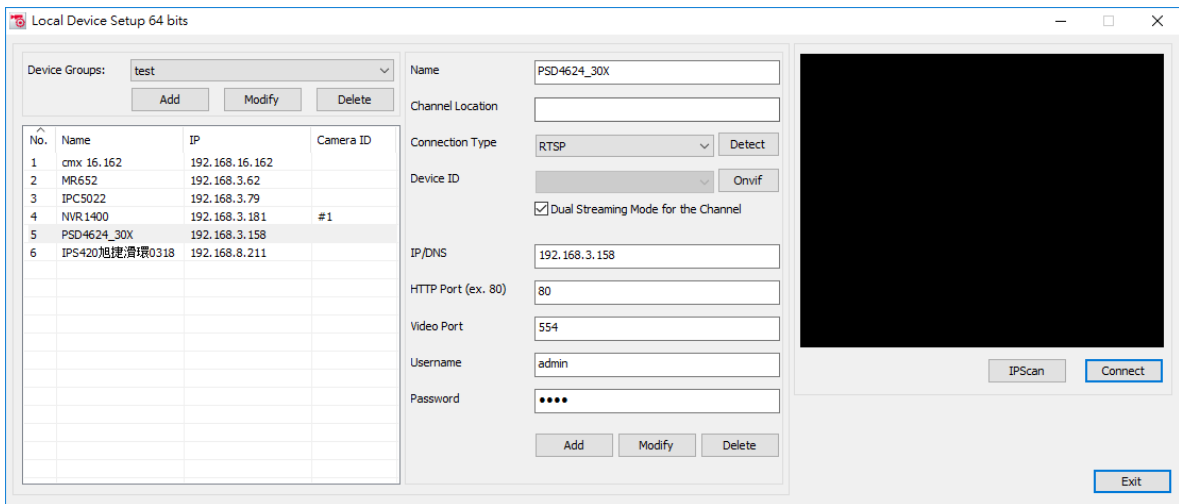 Local Device Setup 64 bits
Device Groups: test
Add Modify Delete
No. Name IP Camera ID
1 cmx 16.162 192.168.16.162
2 MR652 192.168.3.62
3 IPC5022 192.168.3.79
4 NVR1400 192.168.3.181 #1
5 PSD4624_30X 192.168.3.158
6 IPS420旭捷滑環0318 192.168.8.211
Name PSD4624_30X
Channel Location
Connection Type RTSP Detect
Device ID Onvif
Dual Streaming Mode for the Channel
IP/DNS 192.168.3.158
HTTP Port (ex. 80) 80
Video Port 554
Username admin
Password ••••
Add Modify Delete
IPScan Connect
Exit